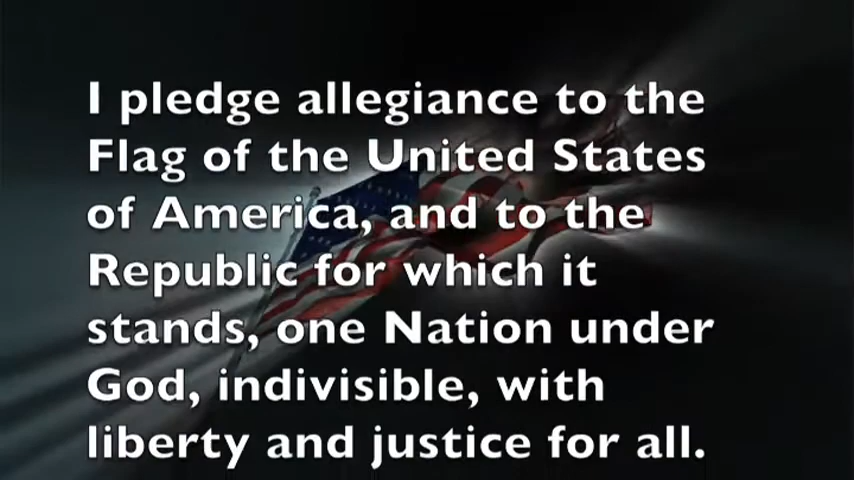 I pledge allegiance to the
Flag of the United States
of America, and to the
Republic for which it
stands, one Nation under
God, indivisible, with
liberty and justice for all.